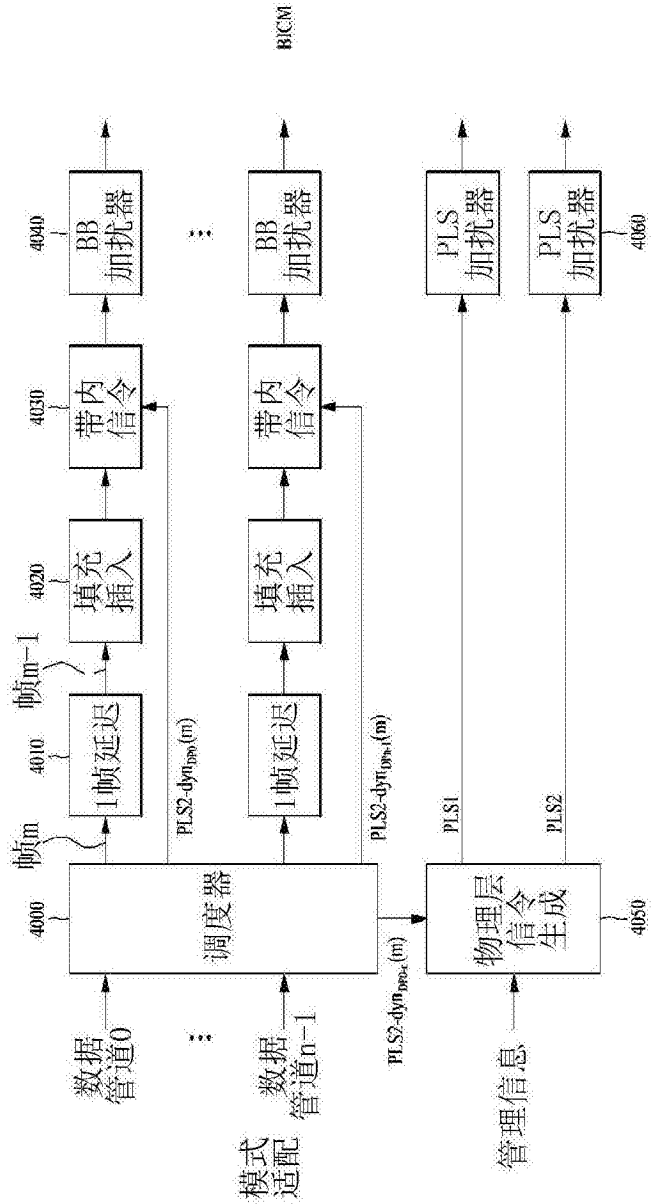 数据
管道0
帧m
4000
调度器
4010
1帧延迟
帧m-1
4020
填充
插入
4030
带内
信令
4040
BB
加扰器
PLS2-dyn_DP0(m)
...
...
模式
适配
数据
管道n-1
1帧延迟
填充
插入
带内
信令
BB
加扰器
BICM
PLS2-dyn_DPn-1(m)
管理信息
物理层
信令
生成
4050
PLS1
PLS
加扰器
PLS2
PLS
加扰器
4060